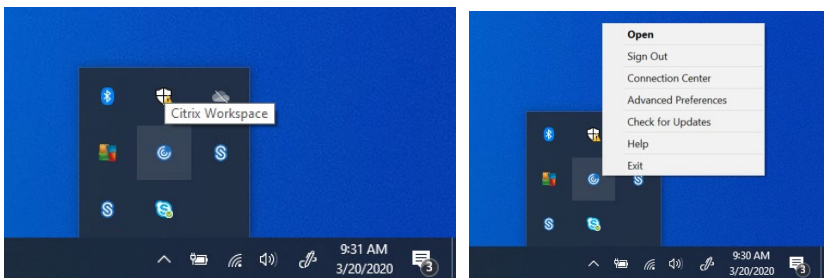 Citrix Workspace
9:31 AM
3/20/2020
3
Open
Sign Out
Connection Center
Advanced Preferences
Check for Updates
Help
Exit
9:30 AM
3/20/2020
3